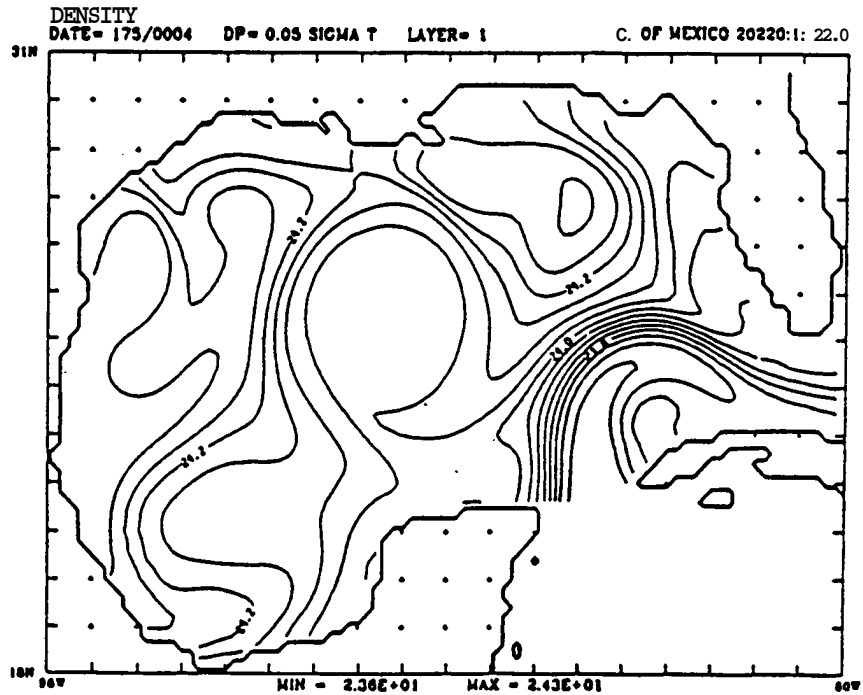 DENSITY
DATE= 175/0004 DP= 0.05 SIGMA T LAYER= 1 C. OF MEXICO 20220:1: 22.0
31N
24.2
24.2
24.0
24.2
24.2
18N
98W 80W
MIN = 2.36E+01 MAX = 2.43E+01